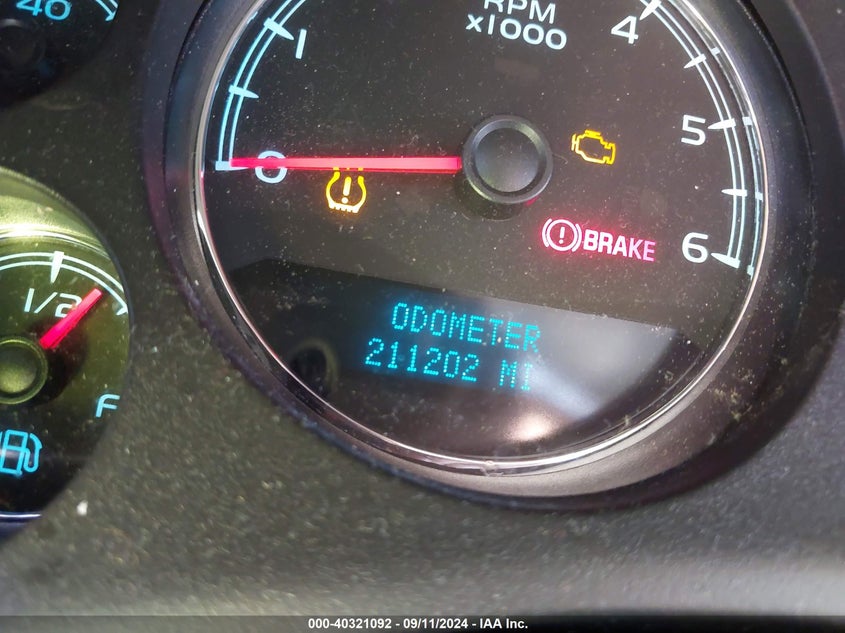 40
RPM
x1000
1
4
5
0
BRAKE
6
1/2
ODOMETER
211202 MI
F
000-40321092 - 09/11/2024 - IAA Inc.